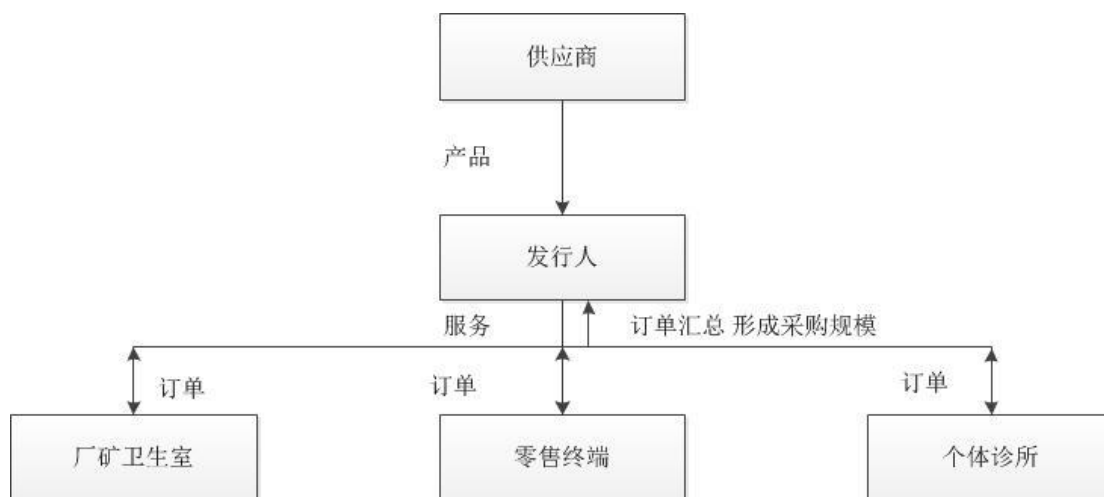 供应商
产品
发行人
服务
订单汇总 形成采购规模
订单
订单
订单
厂矿卫生室
零售终端
个体诊所